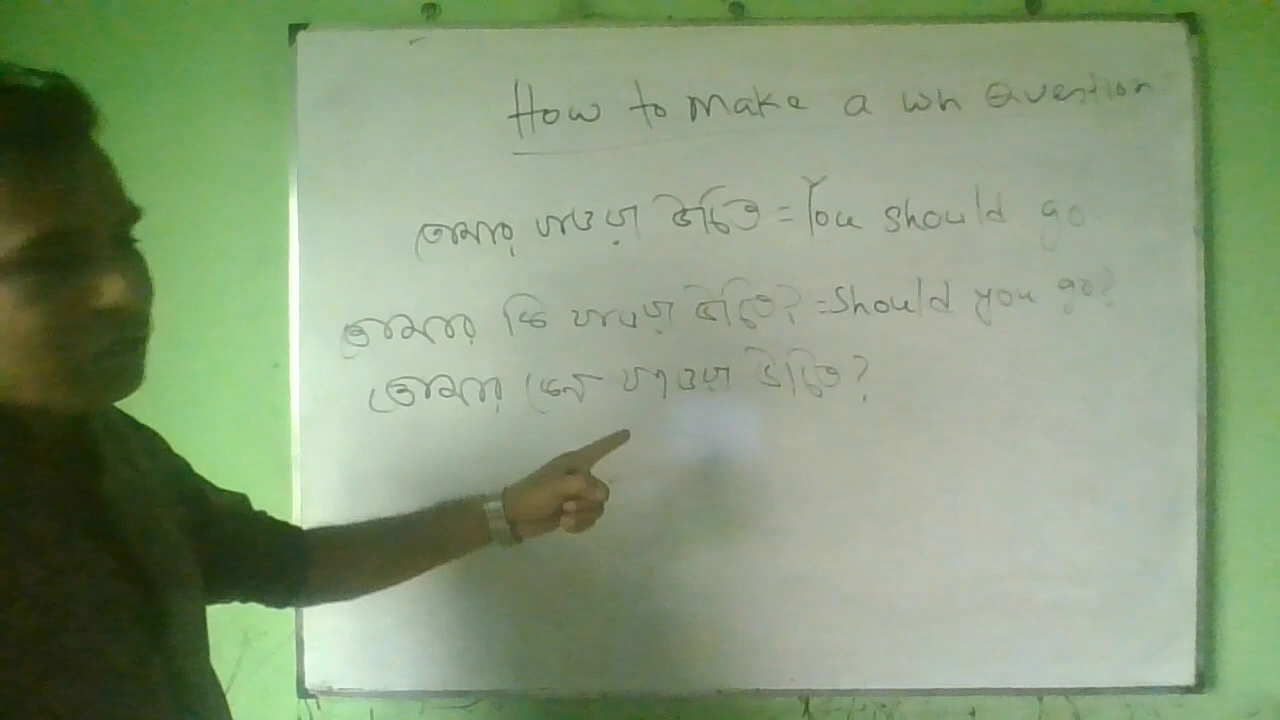 How to make a wh Question
তোমার যাওয়া উচিত = You should go.
তোমার কি যাওয়া উচিত? = Should you go?
তোমার কেন যাওয়া উচিত?